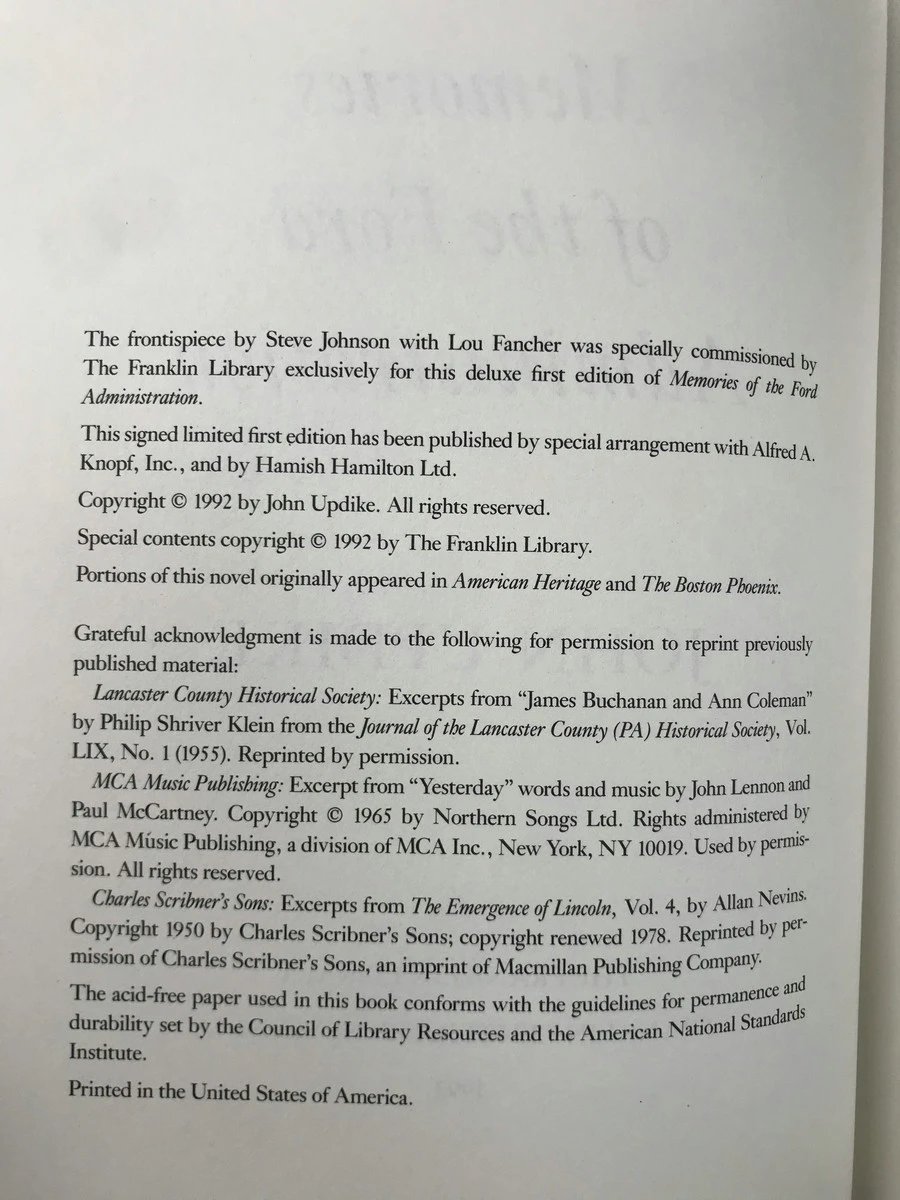 The frontispiece by Steve Johnson with Lou Fancher was specially commissioned by
The Franklin Library exclusively for this deluxe first edition of Memories of the Ford
Administration.
This signed limited first edition has been published by special arrangement with Alfred A.
Knopf, Inc., and by Hamish Hamilton Ltd.
Copyright © 1992 by John Updike. All rights reserved.
Special contents copyright © 1992 by The Franklin Library.
Portions of this novel originally appeared in American Heritage and The Boston Phoenix.
Grateful acknowledgment is made to the following for permission to reprint previously
published material:
Lancaster County Historical Society: Excerpts from “James Buchanan and Ann Coleman”
by Philip Shriver Klein from the Journal of the Lancaster County (PA) Historical Society, Vol.
LIX, No. 1 (1955). Reprinted by permission.
MCA Music Publishing: Excerpt from “Yesterday” words and music by John Lennon and
Paul McCartney. Copyright © 1965 by Northern Songs Ltd. Rights administered by
MCA Music Publishing, a division of MCA Inc., New York, NY 10019. Used by permis-
sion. All rights reserved.
Charles Scribner's Sons: Excerpts from The Emergence of Lincoln, Vol. 4, by Allan Nevins.
Copyright 1950 by Charles Scribner's Sons; copyright renewed 1978. Reprinted by per-
mission of Charles Scribner's Sons, an imprint of Macmillan Publishing Company.
The acid-free paper used in this book conforms with the guidelines for permanence and
durability set by the Council of Library Resources and the American National Standards
Institute.
Printed in the United States of America.